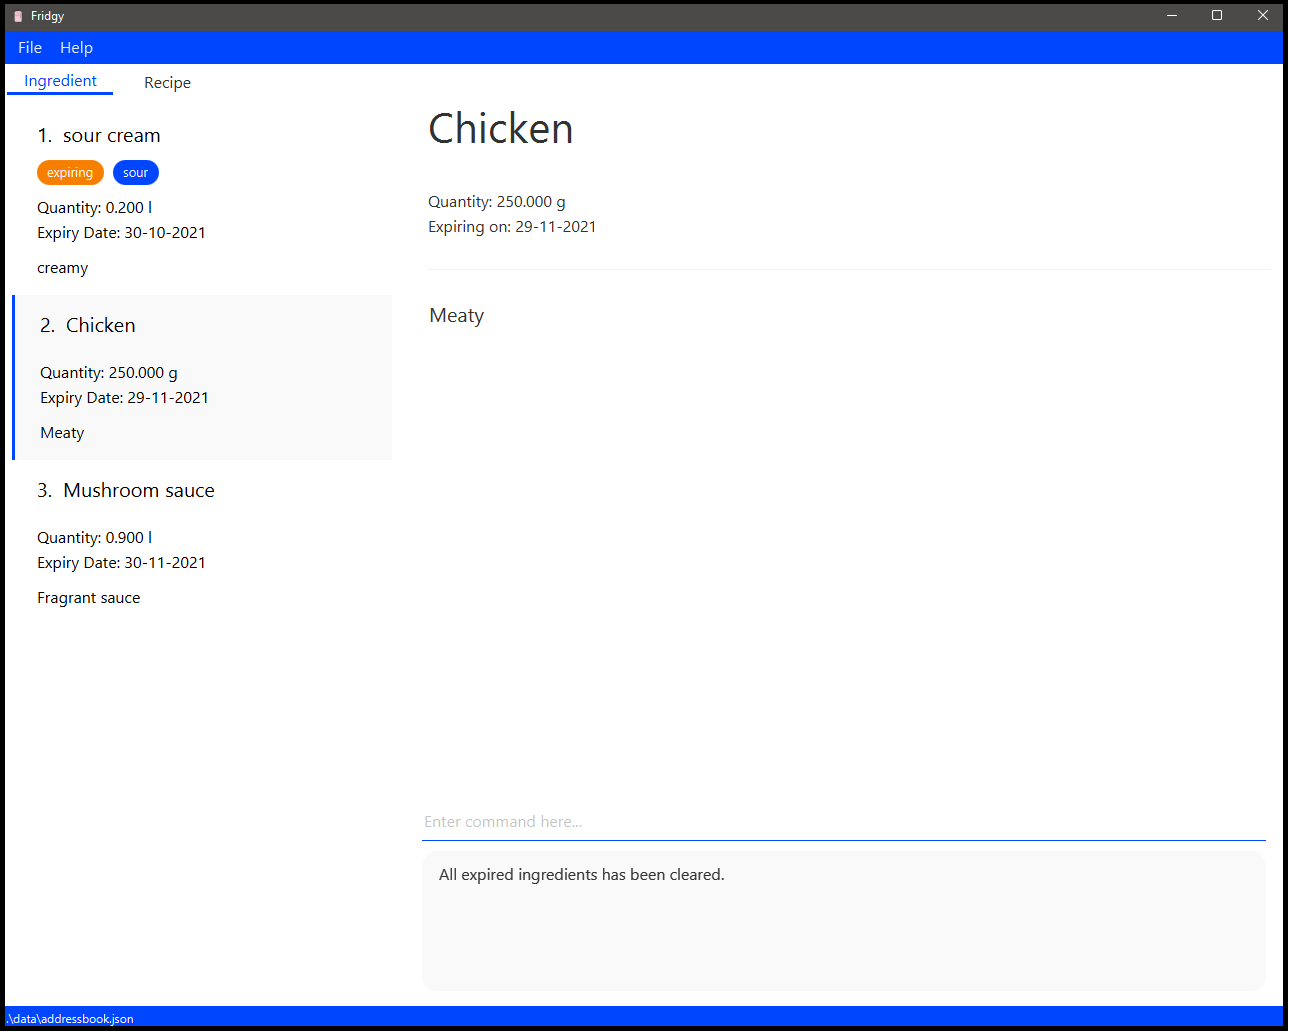 Fridgy
File Help
Ingredient Recipe
1. sour cream
expiring sour
Quantity: 0.200 l
Expiry Date: 30-10-2021
creamy
2. Chicken
Quantity: 250.000 g
Expiry Date: 29-11-2021
Meaty
3. Mushroom sauce
Quantity: 0.900 l
Expiry Date: 30-11-2021
Fragrant sauce
Chicken
Quantity: 250.000 g
Expiring on: 29-11-2021
Meaty
Enter command here...
All expired ingredients has been cleared.
.\data\addressbook.json